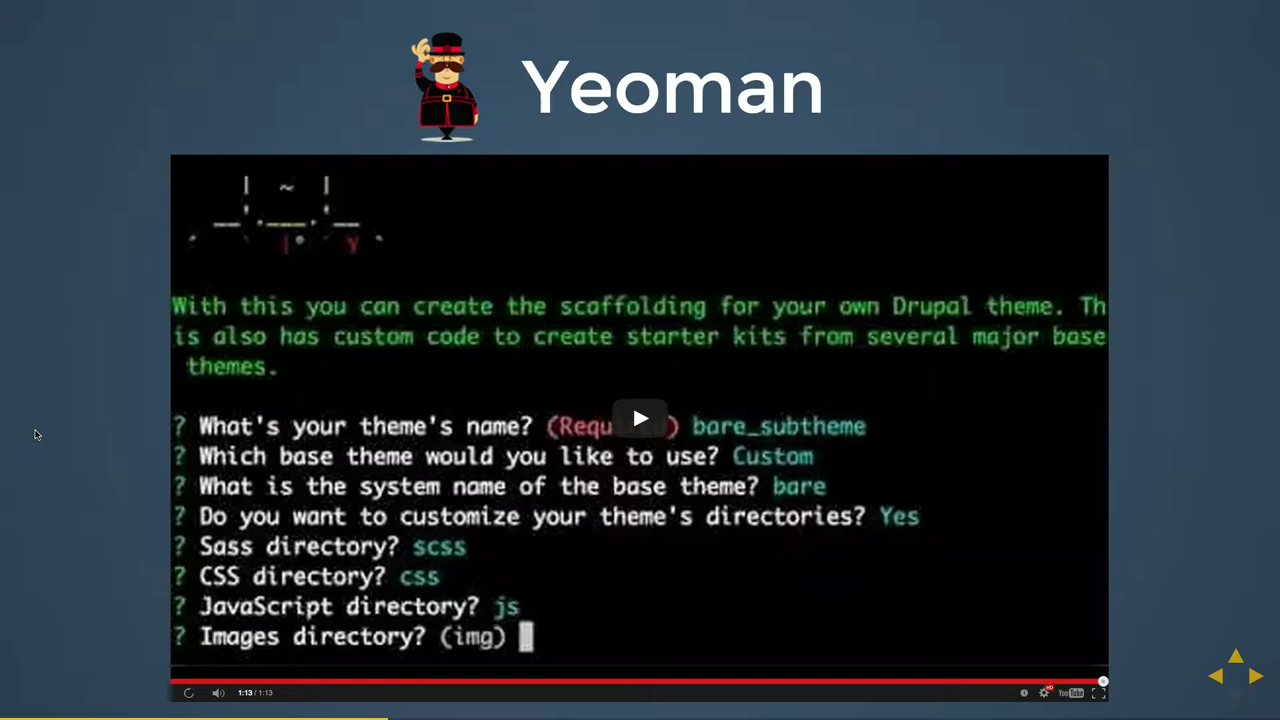 Yeoman
With this you can create the scaffolding for your own Drupal theme. Th
is also has custom code to create starter kits from several major base
themes.
? What's your theme's name? (Requ ) bare_subtheme
? Which base theme would you like to use? Custom
? What is the system name of the base theme? bare
? Do you want to customize your theme's directories? Yes
? Sass directory? scss
? CSS directory? css
? JavaScript directory? js
? Images directory? (img)
1:13 / 1:13
HD
YouTube